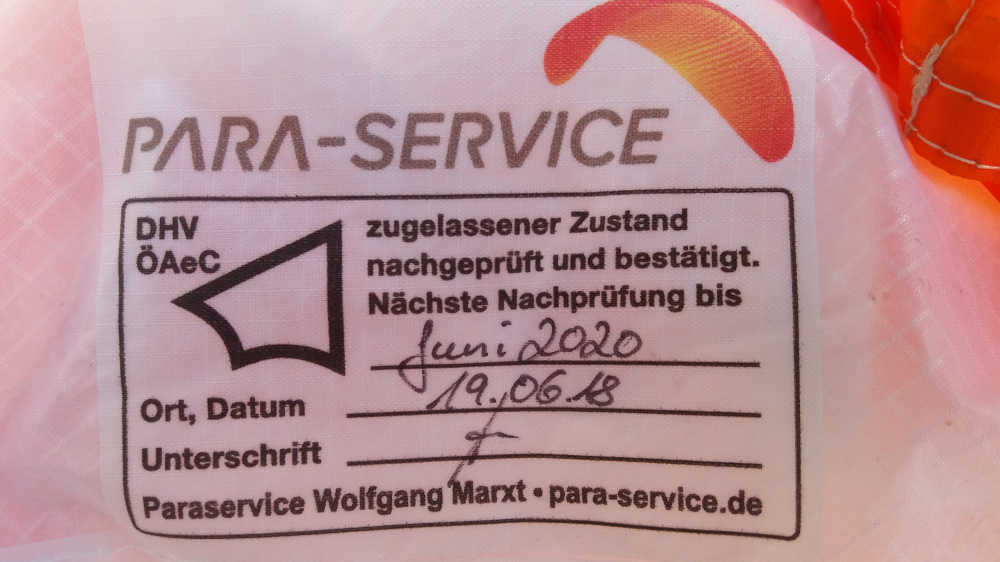 PARA-SERVICE
DHV
ÖAeC
zugelassener Zustand
nachgeprüft und bestätigt.
Nächste Nachprüfung bis
Juni 2020
Ort, Datum 19.06.18
Unterschrift
Paraservice Wolfgang Marxt • para-service.de